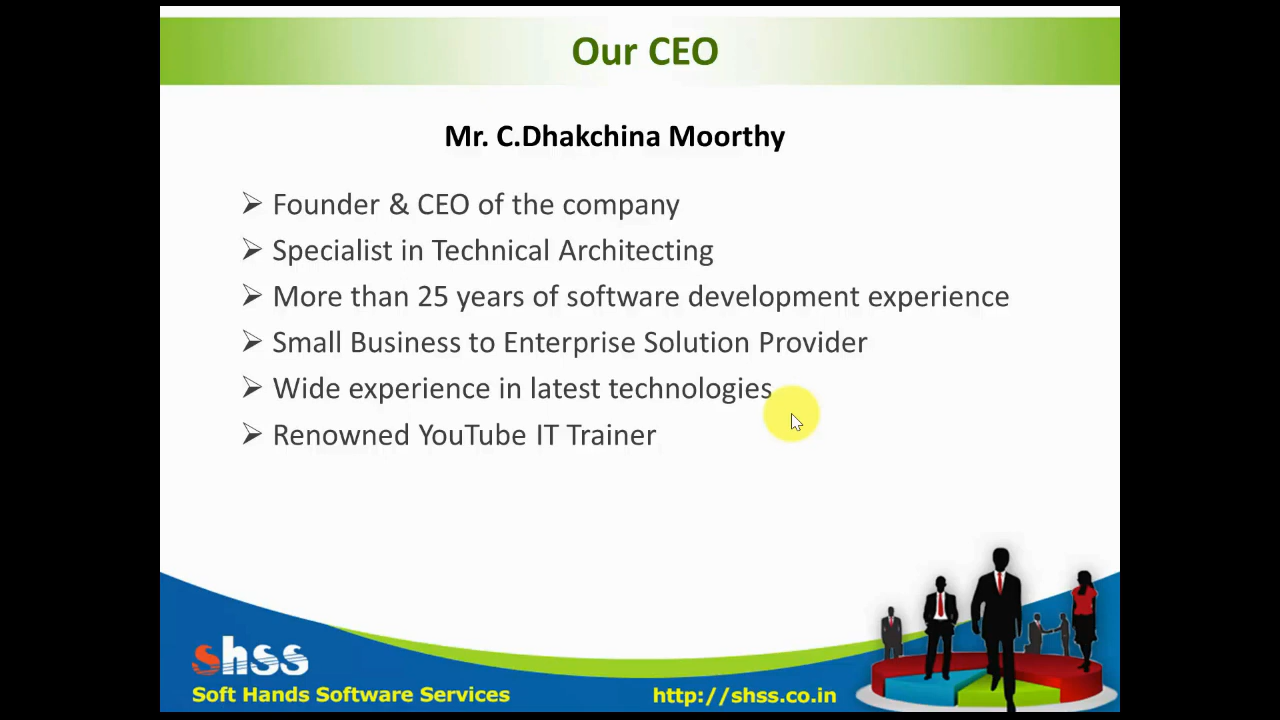 Our CEO
Mr. C.Dhakchina Moorthy
Founder & CEO of the company
Specialist in Technical Architecting
More than 25 years of software development experience
Small Business to Enterprise Solution Provider
Wide experience in latest technologies
Renowned YouTube IT Trainer
shss
Soft Hands Software Services
http://shss.co.in